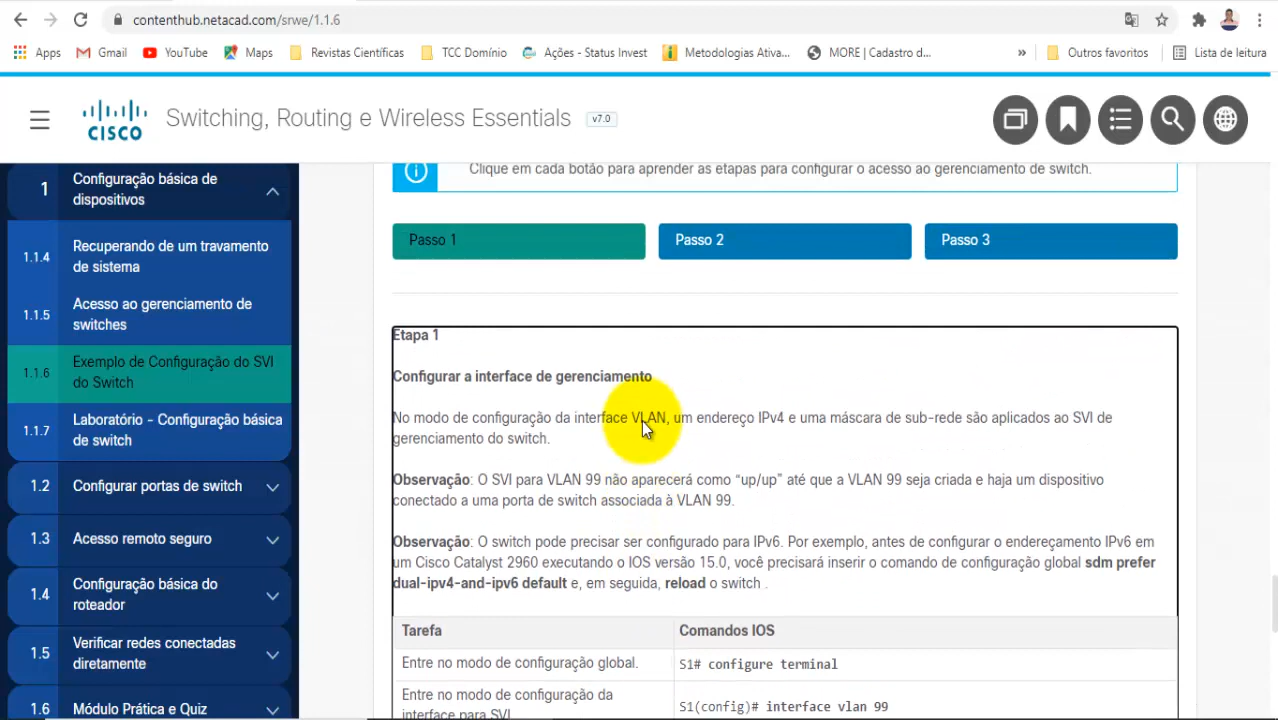 contenthub.netacad.com/srwe/1.1.6
Apps Gmail YouTube Maps Revistas Científicas TCC Domínio Ações - Status Invest Metodologias Ativa... MORE | Cadastro d... » Outros favoritos Lista de leitura
CISCO
Switching, Routing e Wireless Essentials v7.0
1 Configuração básica de
dispositivos
1.1.4 Recuperando de um travamento
de sistema
1.1.5 Acesso ao gerenciamento de
switches
1.1.6 Exemplo de Configuração do SVI
do Switch
1.1.7 Laboratório - Configuração básica
de switch
1.2 Configurar portas de switch
1.3 Acesso remoto seguro
1.4 Configuração básica do
roteador
1.5 Verificar redes conectadas
diretamente
1.6 Módulo Prática e Quiz
Clique em cada botão para aprender as etapas para configurar o acesso ao gerenciamento de switch.
Passo 1 Passo 2 Passo 3
Etapa 1
Configurar a interface de gerenciamento
No modo de configuração da interface VLAN, um endereço IPv4 e uma máscara de sub-rede são aplicados ao SVI de
gerenciamento do switch.
Observação: O SVI para VLAN 99 não aparecerá como “up/up” até que a VLAN 99 seja criada e haja um dispositivo
conectado a uma porta de switch associada à VLAN 99.
Observação: O switch pode precisar ser configurado para IPv6. Por exemplo, antes de configurar o endereçamento IPv6 em
um Cisco Catalyst 2960 executando o IOS versão 15.0, você precisará inserir o comando de configuração global sdm prefer
dual-ipv4-and-ipv6 default e, em seguida, reload o switch .
Tarefa Comandos IOS
Entre no modo de configuração global. S1# configure terminal
Entre no modo de configuração da
interface para SVI. S1(config)# interface vlan 99